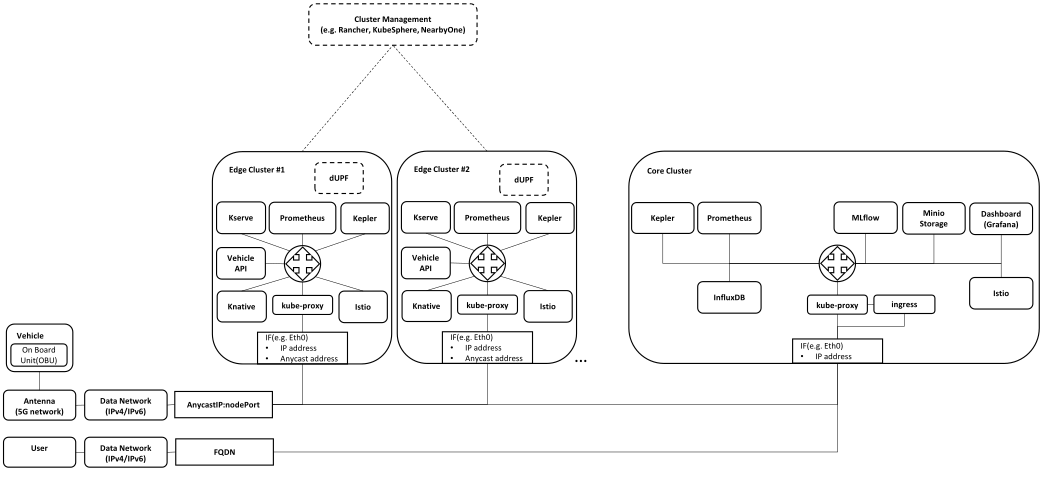 Cluster Management
(e.g. Rancher, KubeSphere, NearbyOne)
Edge Cluster #1
dUPF
Kserve
Prometheus
Kepler
Vehicle
API
Knative
kube-proxy
Istio
IF(e.g. Eth0)
• IP address
• Anycast address
Edge Cluster #2
dUPF
Kserve
Prometheus
Kepler
Vehicle
API
Knative
kube-proxy
Istio
IF(e.g. Eth0)
• IP address
• Anycast address
...
Core Cluster
Kepler
Prometheus
MLflow
Minio
Storage
Dashboard
(Grafana)
InfluxDB
kube-proxy
ingress
Istio
IF(e.g. Eth0)
• IP address
Vehicle
On Board
Unit(OBU)
Antenna
(5G network)
Data Network
(IPv4/IPv6)
AnycastIP:nodePort
User
Data Network
(IPv4/IPv6)
FQDN